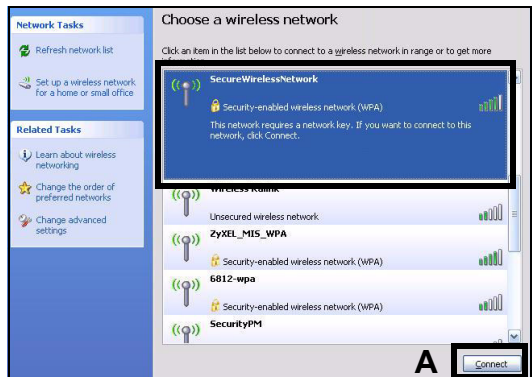 Network Tasks
Refresh network list
Set up a wireless network
for a home or small office
Related Tasks
Learn about wireless
networking
Change the order of
preferred networks
Change advanced
settings
Choose a wireless network
Click an item in the list below to connect to a wireless network in range or to get more
SecureWirelessNetwork
Security-enabled wireless network (WPA)
This network requires a network key. If you want to connect to this
network, click Connect.
Wireless
Unsecured wireless network
ZyXEL_MIS_WPA
Security-enabled wireless network (WPA)
6812-wpa
Security-enabled wireless network (WPA)
SecurityPM
A
Connect